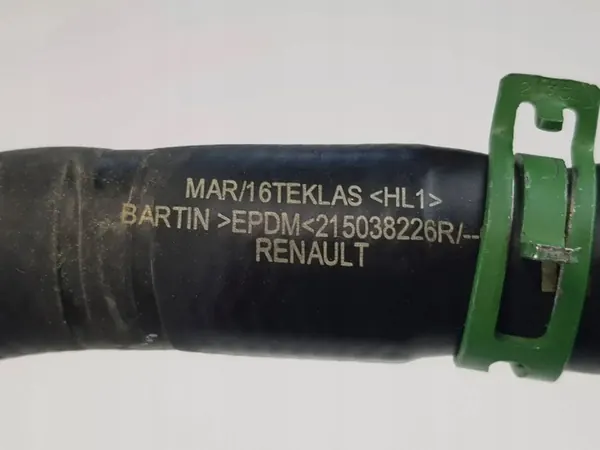 MAR/16TEKLAS <HL1>
BARTIN >EPDM<215038226R/--
RENAULT